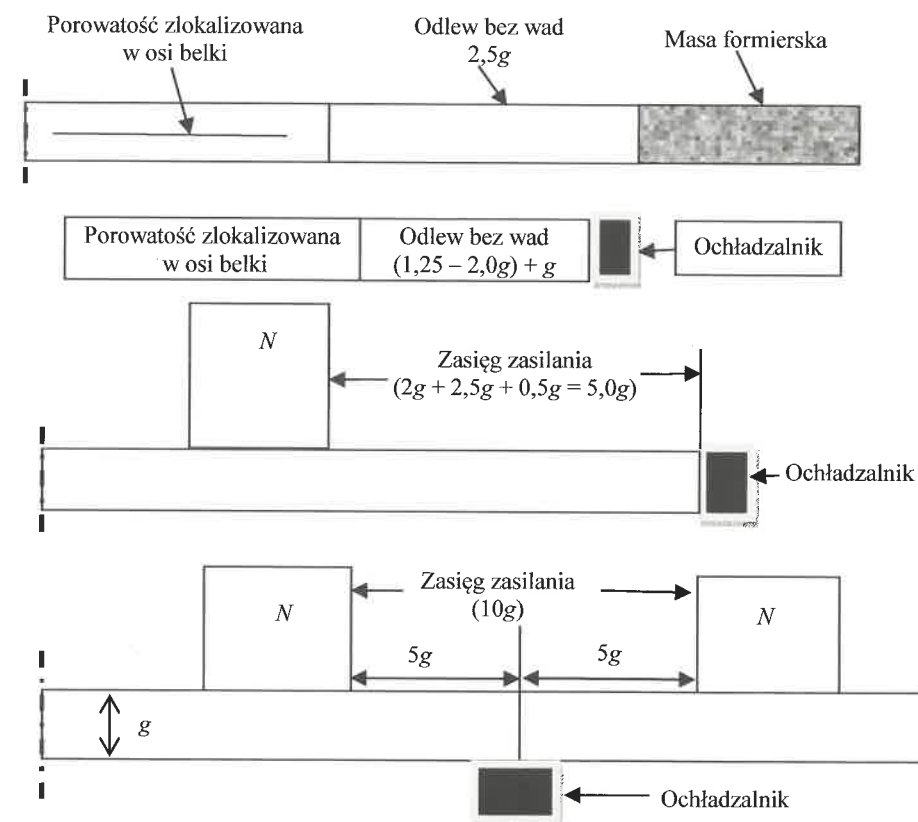 Porowatość zlokalizowana
w osi belki
Odlew bez wad
2,5g
Masa formierska
Porowatość zlokalizowana
w osi belki
Odlew bez wad
(1,25 – 2,0g) + g
Ochładzalnik
N
Zasięg zasilania
(2g + 2,5g + 0,5g = 5,0g)
Ochładzalnik
N
Zasięg zasilania
(10g)
N
5g
5g
g
Ochładzalnik